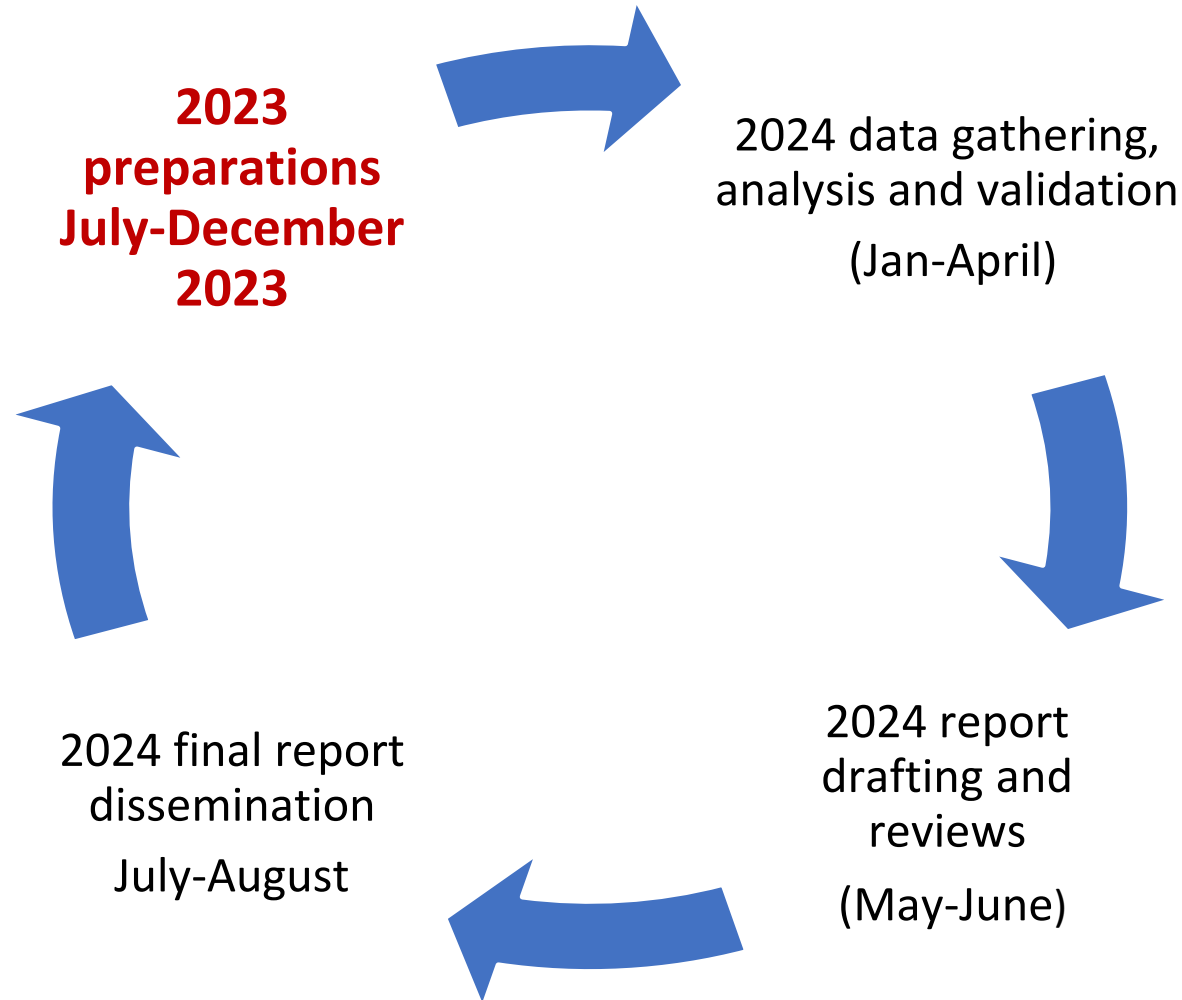 2023
preparations
July-December
2023
2024 data gathering,
analysis and validation
(Jan-April)
2024 report
drafting and
reviews
(May-June)
2024 final report
dissemination
July-August